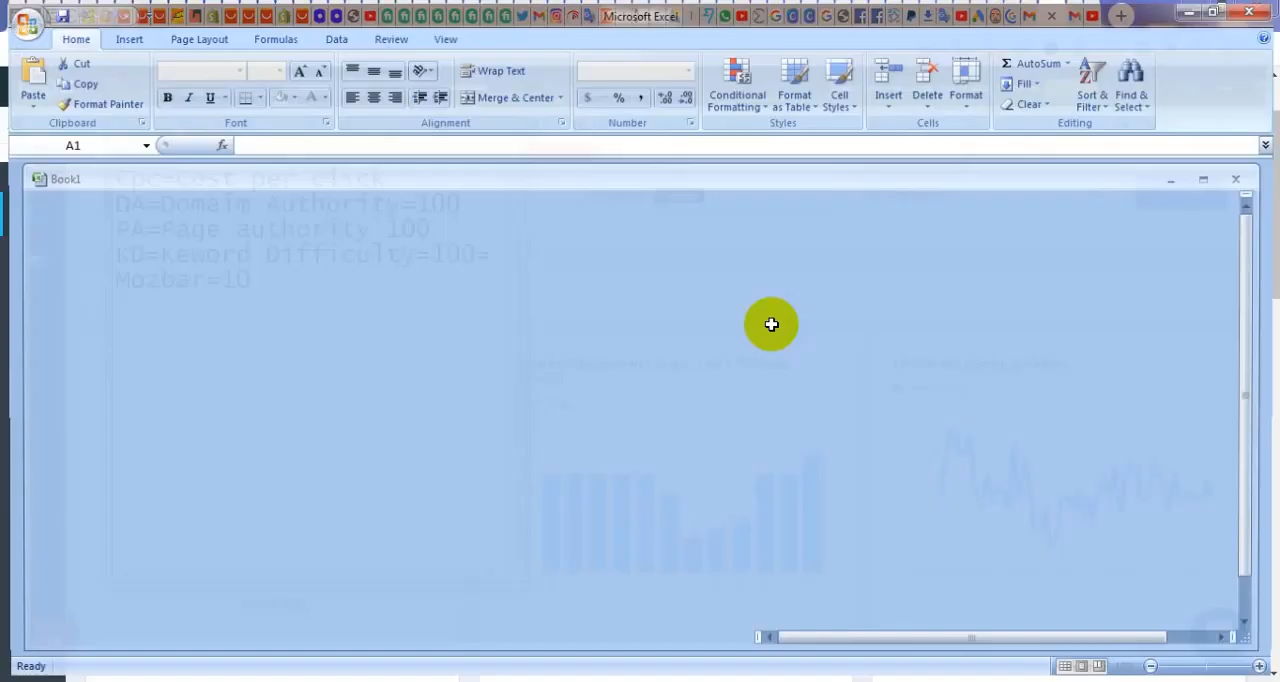 Microsoft Excel
Home Insert Page Layout Formulas Data Review View
Paste
Cut
Copy
Format Painter
Clipboard
B I U
Font
Wrap Text
Merge & Center
Alignment
$ % ,
Number
Conditional Formatting
Format as Table
Cell Styles
Styles
Insert
Delete
Format
Cells
Σ AutoSum
Fill
Clear
Sort & Filter
Find & Select
Editing
A1
fx
Book1
Cpc=Cost per click
DA=Domeim Authority=100
PA=Page authority 100
KD=Keword Difficulty=100=
Mozbar=10
Ready